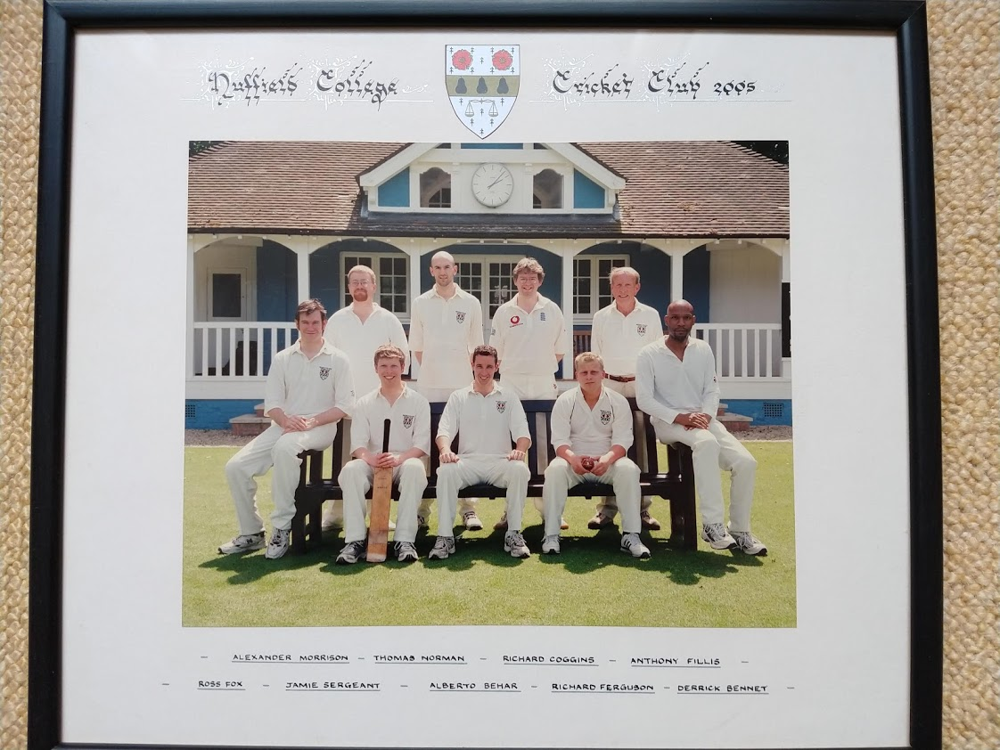 Nuffield College Cricket Club 2005
- ALEXANDER MORRISON - THOMAS NORMAN - RICHARD COGGINS - ANTHONY FILLIS -
- ROSS FOX - JAMIE SERGEANT - ALBERTO BEHAR - RICHARD FERGUSON - DERRICK BENNET -